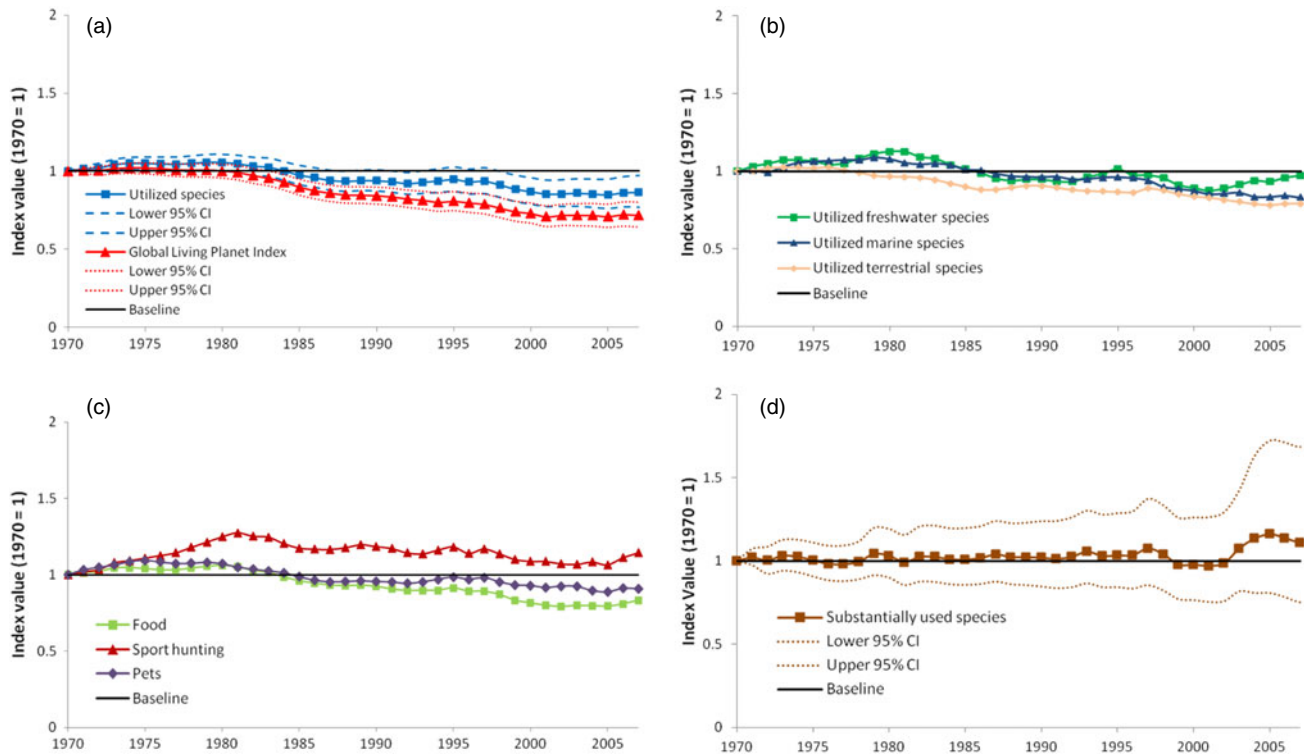 (a)
Index value (1970 = 1)
2
1.5
1
0.5
0
Utilized species
Lower 95% CI
Upper 95% CI
Global Living Planet Index
Lower 95% CI
Upper 95% CI
Baseline
1970 1975 1980 1985 1990 1995 2000 2005
(b)
Index value (1970 = 1)
2
1.5
1
0.5
0
Utilized freshwater species
Utilized marine species
Utilized terrestrial species
Baseline
1970 1975 1980 1985 1990 1995 2000 2005
(c)
Index value (1970 = 1)
2
1.5
1
0.5
0
Food
Sport hunting
Pets
Baseline
1970 1975 1980 1985 1990 1995 2000 2005
(d)
Index value (1970 = 1)
2
1.5
1
0.5
0
Substantially used species
Lower 95% CI
Upper 95% CI
Baseline
1970 1975 1980 1985 1990 1995 2000 2005